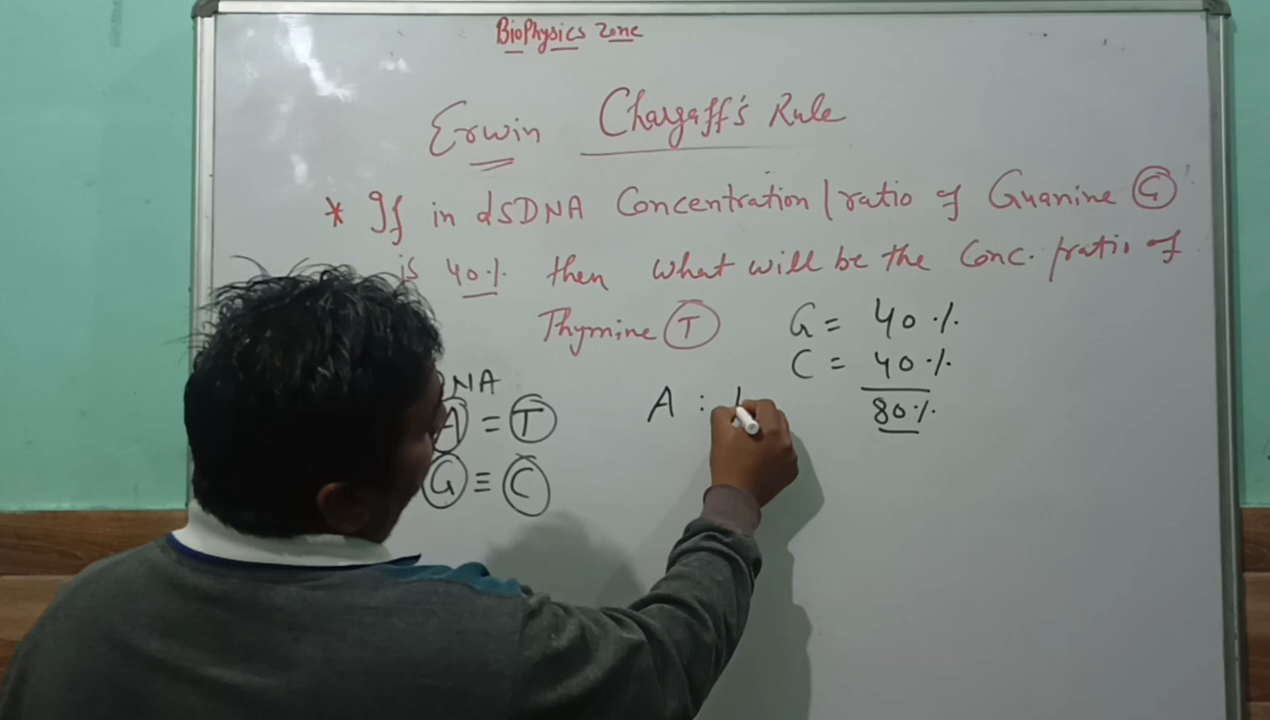 BioPhysics Zone
Erwin Chargaff's Rule
* If in dsDNA Concentration/ratio of Guanine G
is 40% then what will be the Conc./ratio of
Thymine T
G = 40%
C = 40%
80%
DNA
A = T
G ≡ C
A :